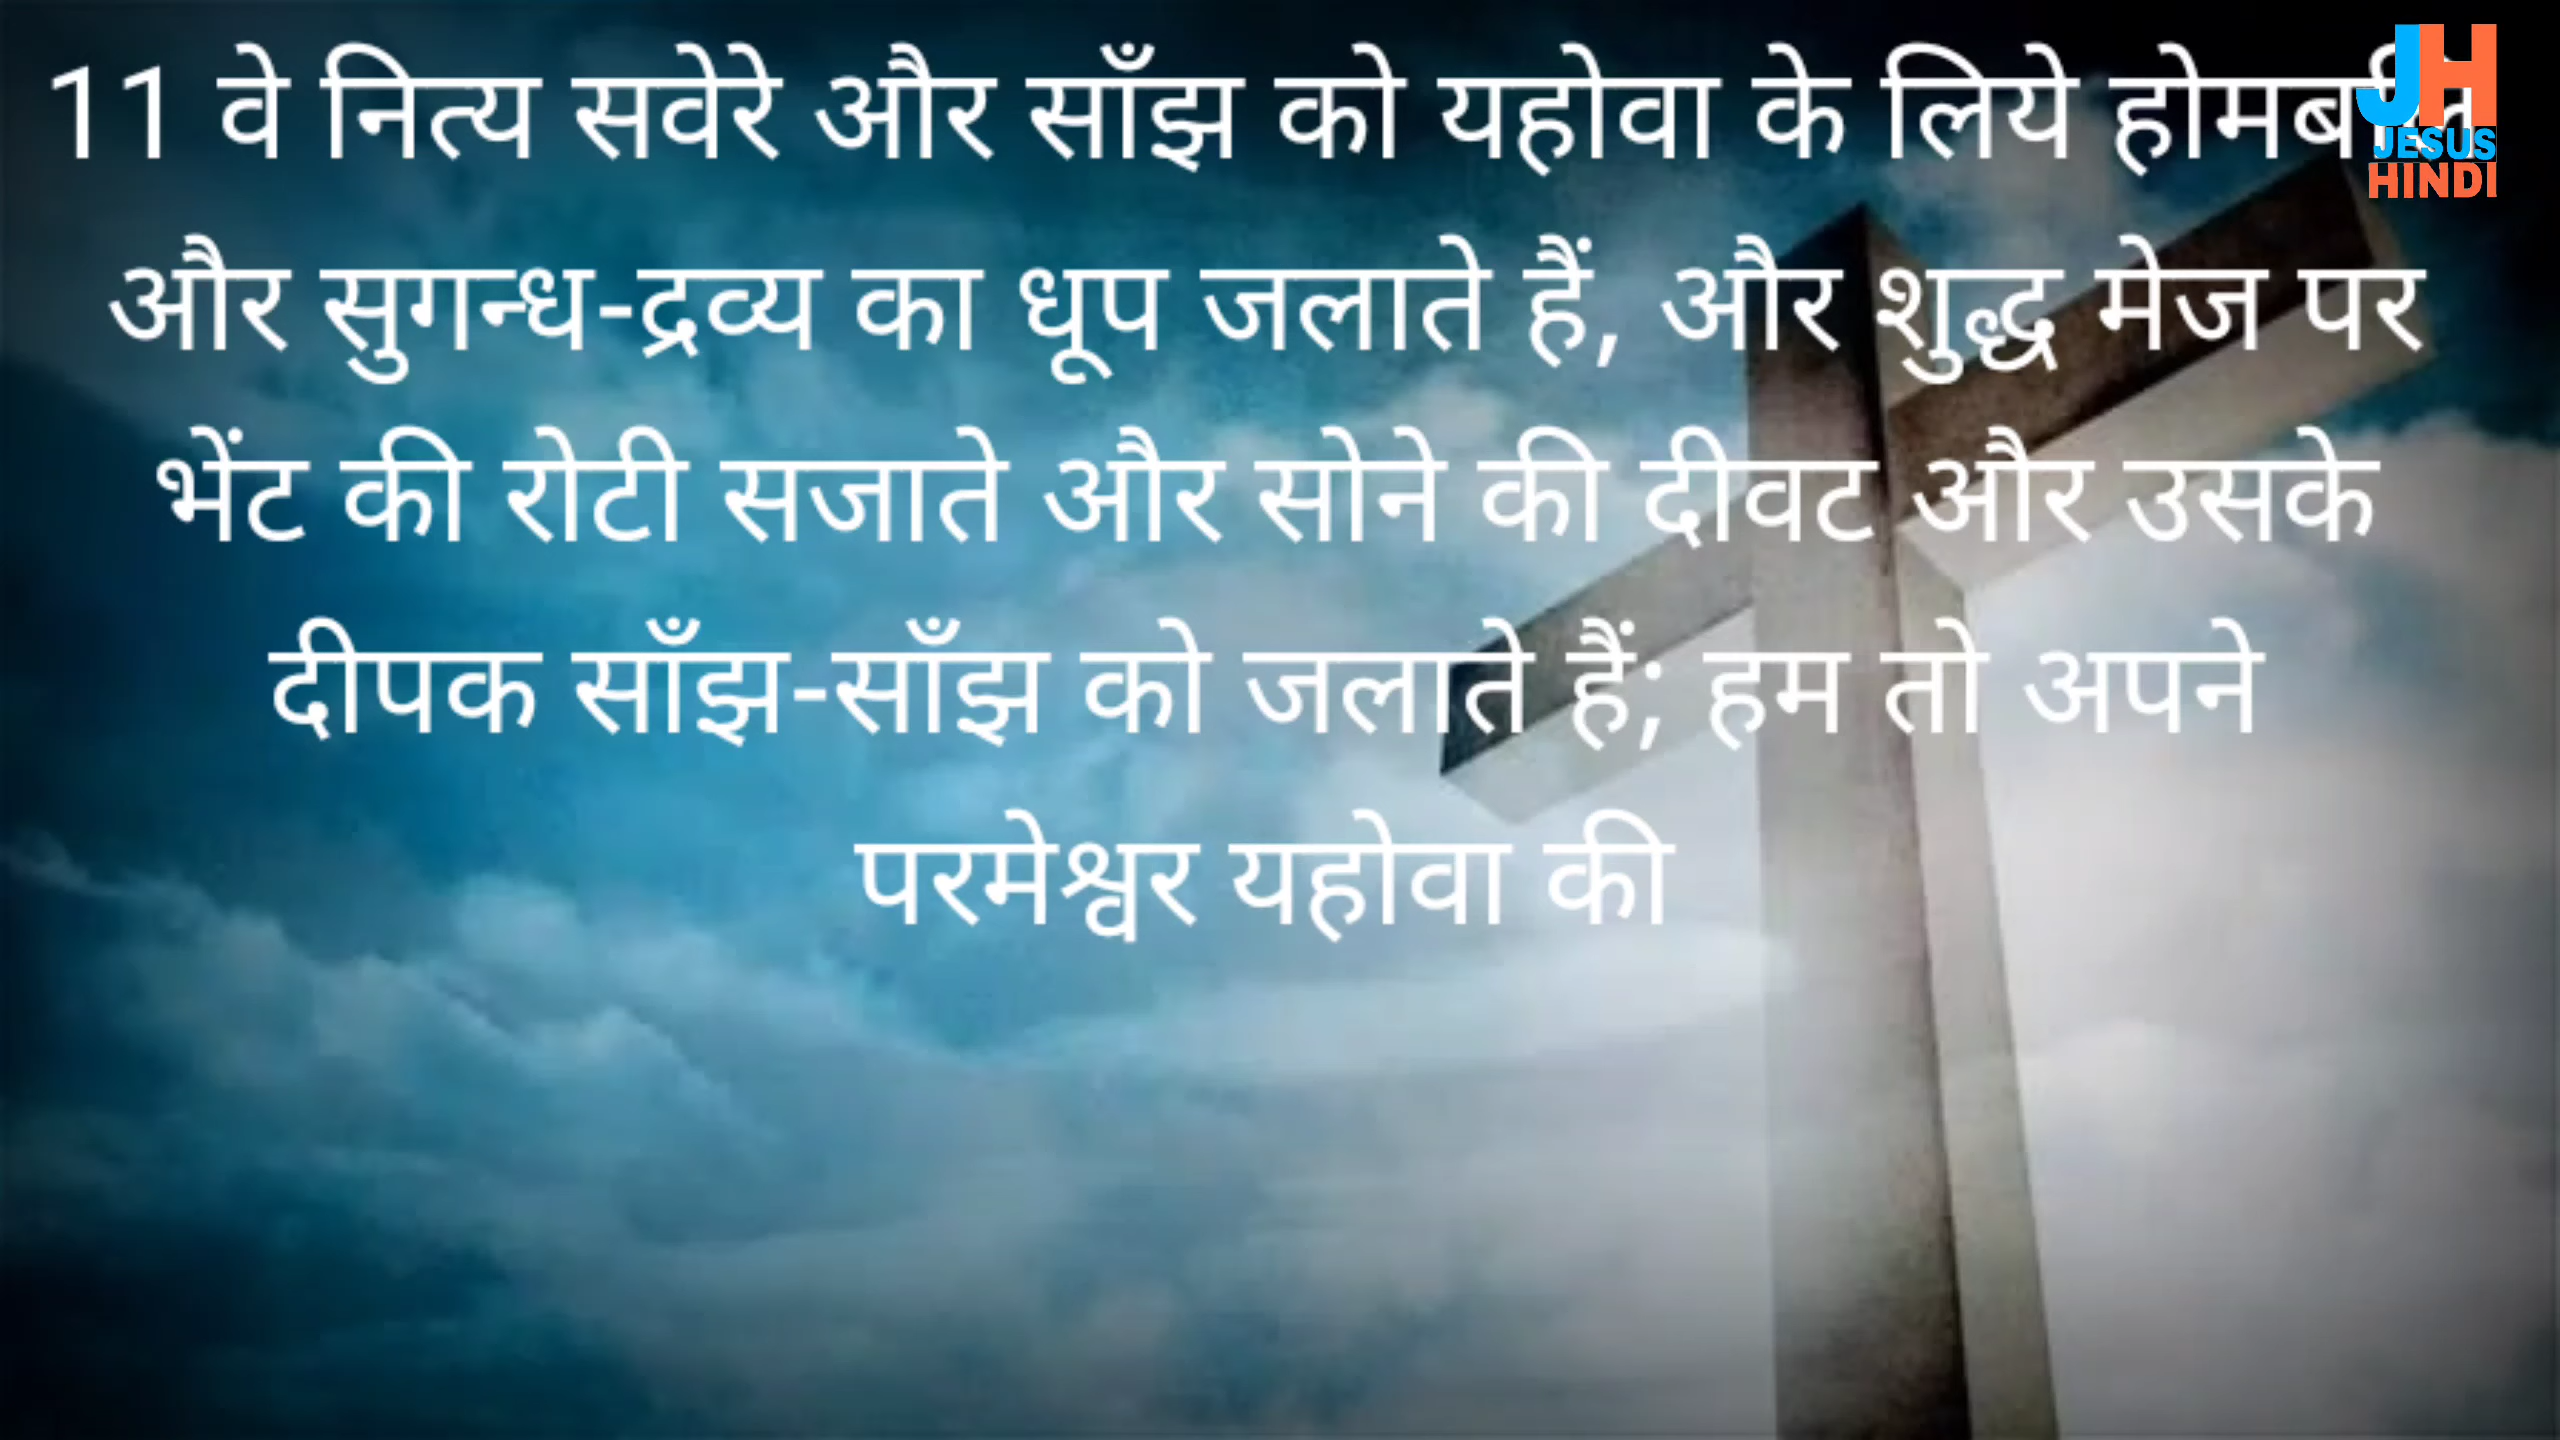 11 वे नित्य सवेरे और साँझ को यहोवा के लिये होमबलि
और सुगन्ध-द्रव्य का धूप जलाते हैं, और शुद्ध मेज पर
भेंट की रोटी सजाते और सोने की दीवट और उसके
दीपक साँझ-साँझ को जलाते हैं; हम तो अपने
परमेश्वर यहोवा की
JH
JESUS
HINDI